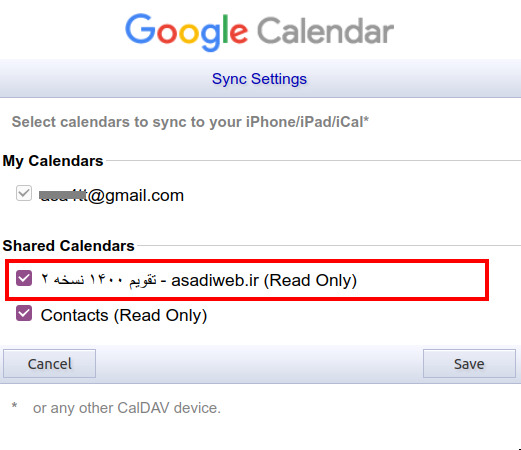 Google Calendar
Sync Settings
Select calendars to sync to your iPhone/iPad/iCal*
My Calendars
@gmail.com
Shared Calendars
تقویم ۱۴۰۰ نسخه ۲ - asadiweb.ir (Read Only)
Contacts (Read Only)
Cancel
Save
* or any other CalDAV device.